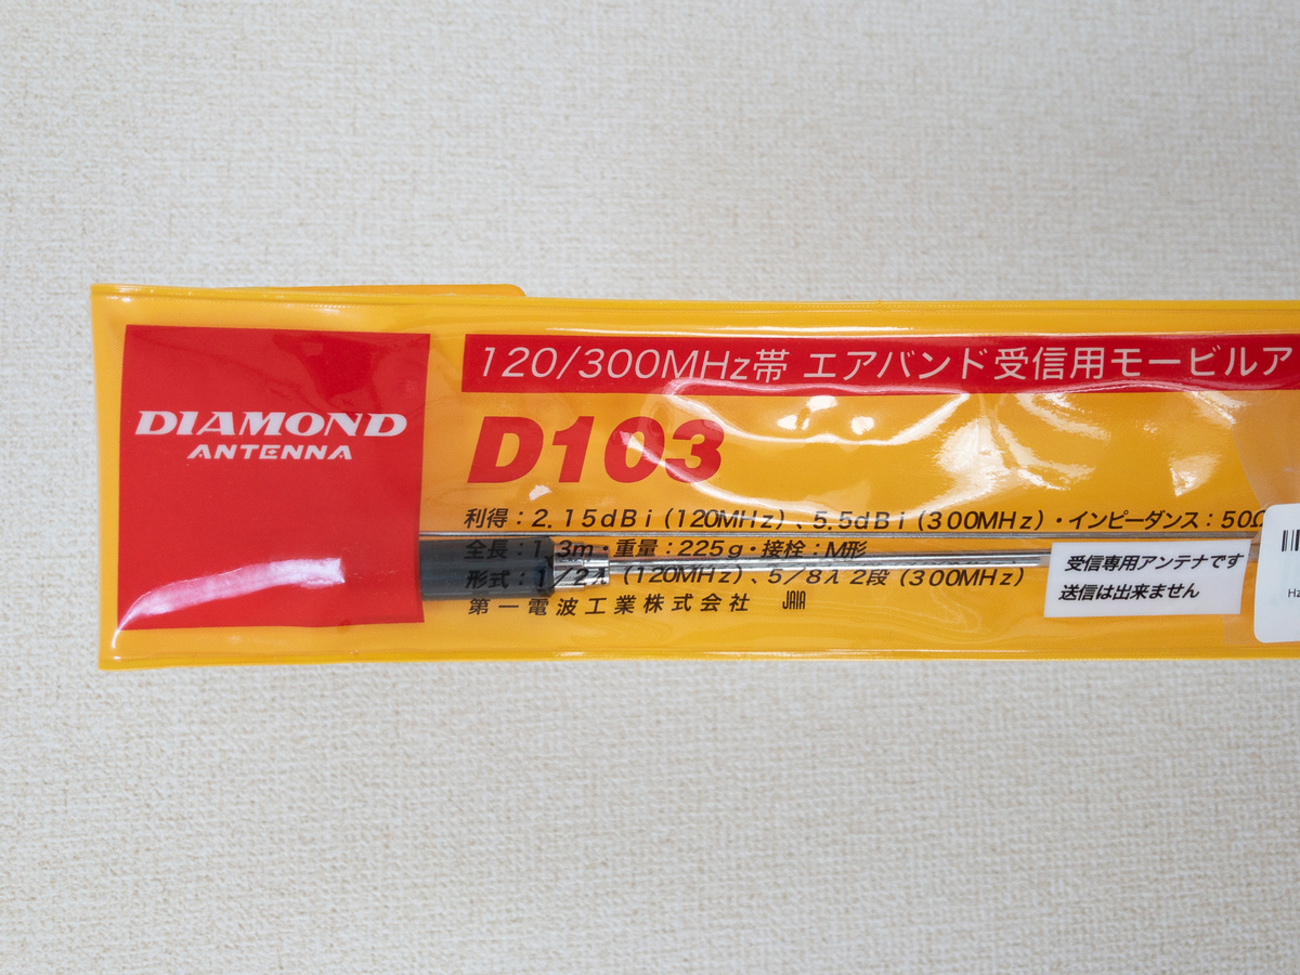 DIAMOND
ANTENNA
120/300MHz帯 エアバンド受信用モービルア
D103
利得：2.15dBi（120MHz）、5.5dBi（300MHz）・インピーダンス：50Ω
全長：1.3m・重量：225g・接栓：M形
形式：1/2λ（120MHz）、5/8λ2段（300MHz）
第一電波工業株式会社 JAIA
受信専用アンテナです
送信は出来ません
Hz